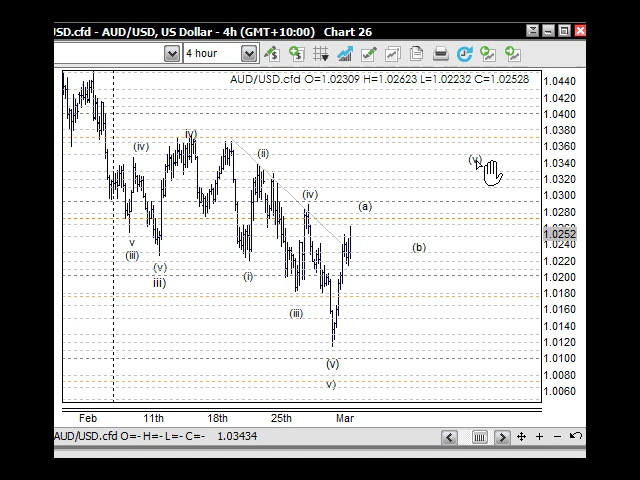 USD.cfd - AUD/USD, US Dollar - 4h (GMT+10:00) Chart 26
4 hour
AUD/USD.cfd O=1.02309 H=1.02623 L=1.02232 C=1.02528
1.0440
1.0420
1.0400
1.0380
1.0360
1.0340
1.0320
1.0300
1.0280
1.0252
1.0240
1.0220
1.0200
1.0180
1.0160
1.0140
1.0120
1.0100
1.0080
1.0060
iv)
(iv)
(ii)
(v)
(iv)
(a)
v
(iii)
(b)
(v)
iii)
(i)
(iii)
(v)
v)
Feb 11th 18th 25th Mar
AUD/USD.cfd O=- H=- L=- C=- 1.03434